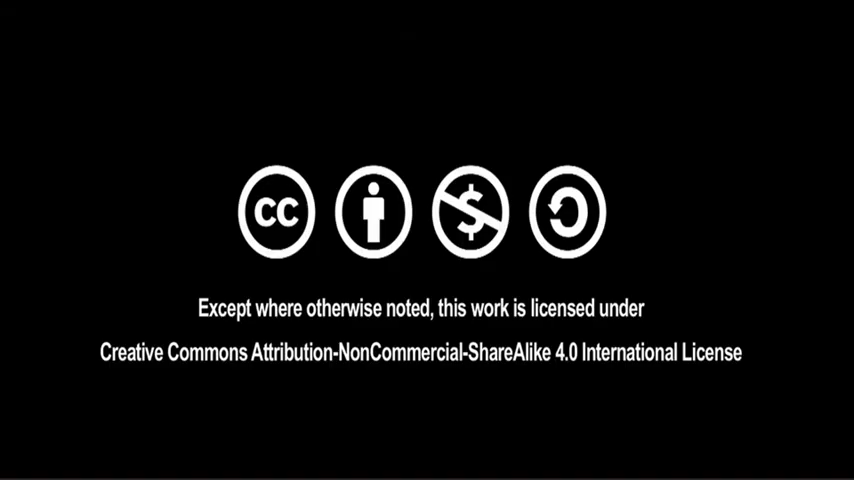 cc
$
Except where otherwise noted, this work is licensed under
Creative Commons Attribution-NonCommercial-ShareAlike 4.0 International License